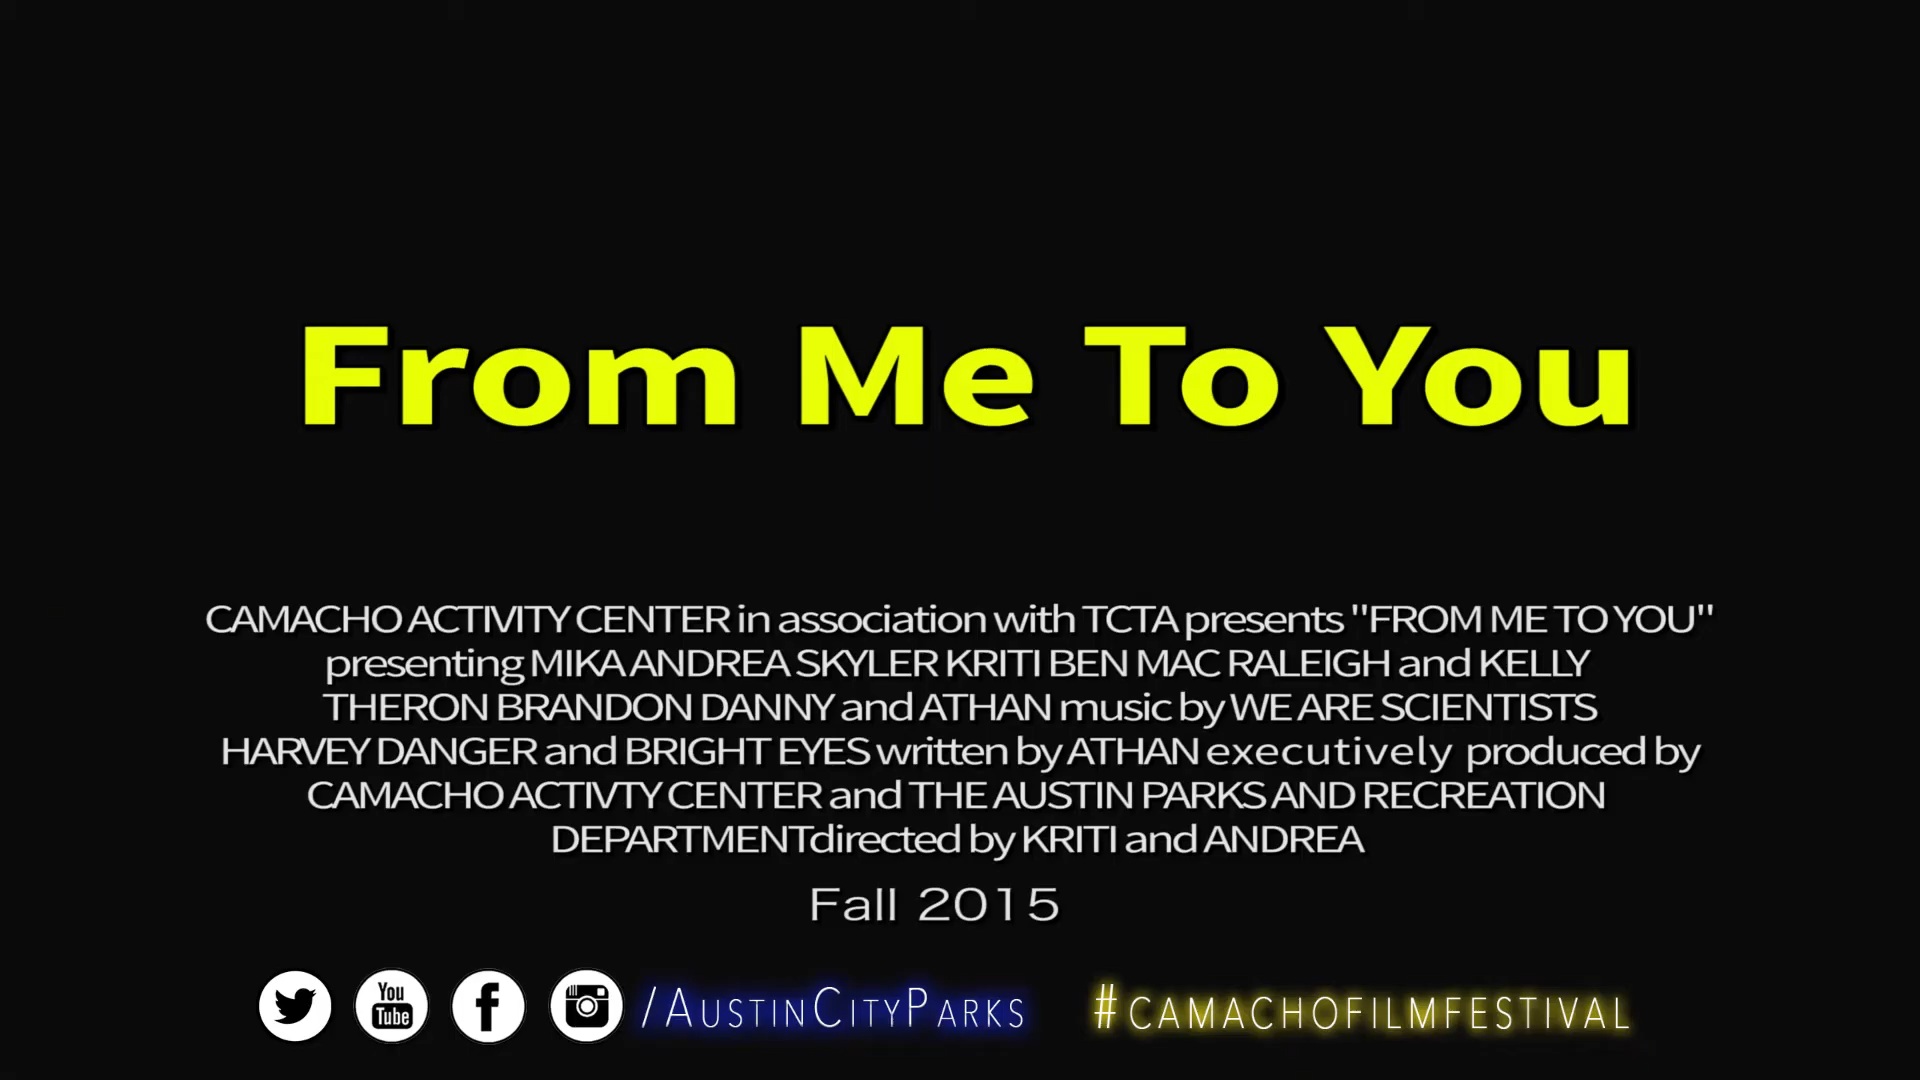 From Me To You
CAMACHO ACTIVITY CENTER in association with TCTA presents "FROM ME TO YOU"
presenting MIKA ANDREA SKYLER KRITI BEN MAC RALEIGH and KELLY
THERON BRANDON DANNY and ATHAN music by WE ARE SCIENTISTS
HARVEY DANGER and BRIGHT EYES written by ATHAN executively produced by
CAMACHO ACTIVTY CENTER and THE AUSTIN PARKS AND RECREATION
DEPARTMENTdirected by KRITI and ANDREA
Fall 2015
You
Tube
/AUSTINCITYPARKS #CAMACHOFILMFESTIVAL